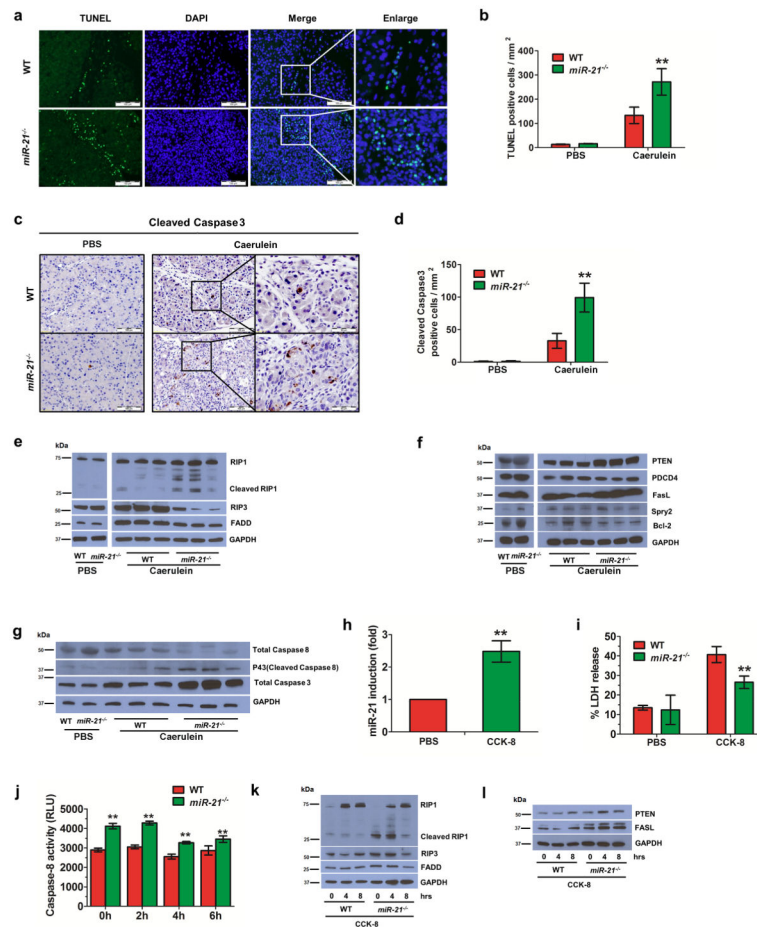 a
TUNEL DAPI Merge Enlarge
WT
miR-21-/-
b
TUNEL positive cells / mm 2
400
300
200
100
0
WT
miR-21-/-
**
PBS Caerulein
c
Cleaved Caspase3
PBS Caerulein
WT
miR-21-/-
d
Cleaved Caspase3
positive cells / mm 2
150
100
50
0
WT
miR-21-/-
**
PBS Caerulein
e
kDa
75
25
50
25
37
RIP1
Cleaved RIP1
RIP3
FADD
GAPDH
WT miR-21-/- WT miR-21-/-
PBS Caerulein
f
kDa
50
50
37
25
25
37
PTEN
PDCD4
FasL
Spry2
Bcl-2
GAPDH
WT miR-21-/- WT miR-21-/-
PBS Caerulein
g
kDa
50
37
37
37
Total Caspase 8
P43(Cleaved Caspase 8)
Total Caspase 3
GAPDH
WT miR-21-/- WT miR-21-/-
PBS Caerulein
h
miR-21 induction (fold)
4
3
2
1
0
**
PBS CCK-8
i
% LDH release
60
50
40
30
20
10
0
WT
miR-21-/-
**
PBS CCK-8
j
Caspase-8 activity (RLU)
5000
4000
3000
2000
1000
0
WT
miR-21-/-
** ** ** **
0h 2h 4h 6h
k
kDa
75
25
50
25
37
RIP1
Cleaved RIP1
RIP3
FADD
GAPDH
0 4 8 0 4 8 hrs
WT miR-21-/-
CCK-8
l
kDa
50
37
37
PTEN
FASL
GAPDH
0 4 8 0 4 8 hrs
WT miR-21-/-
CCK-8